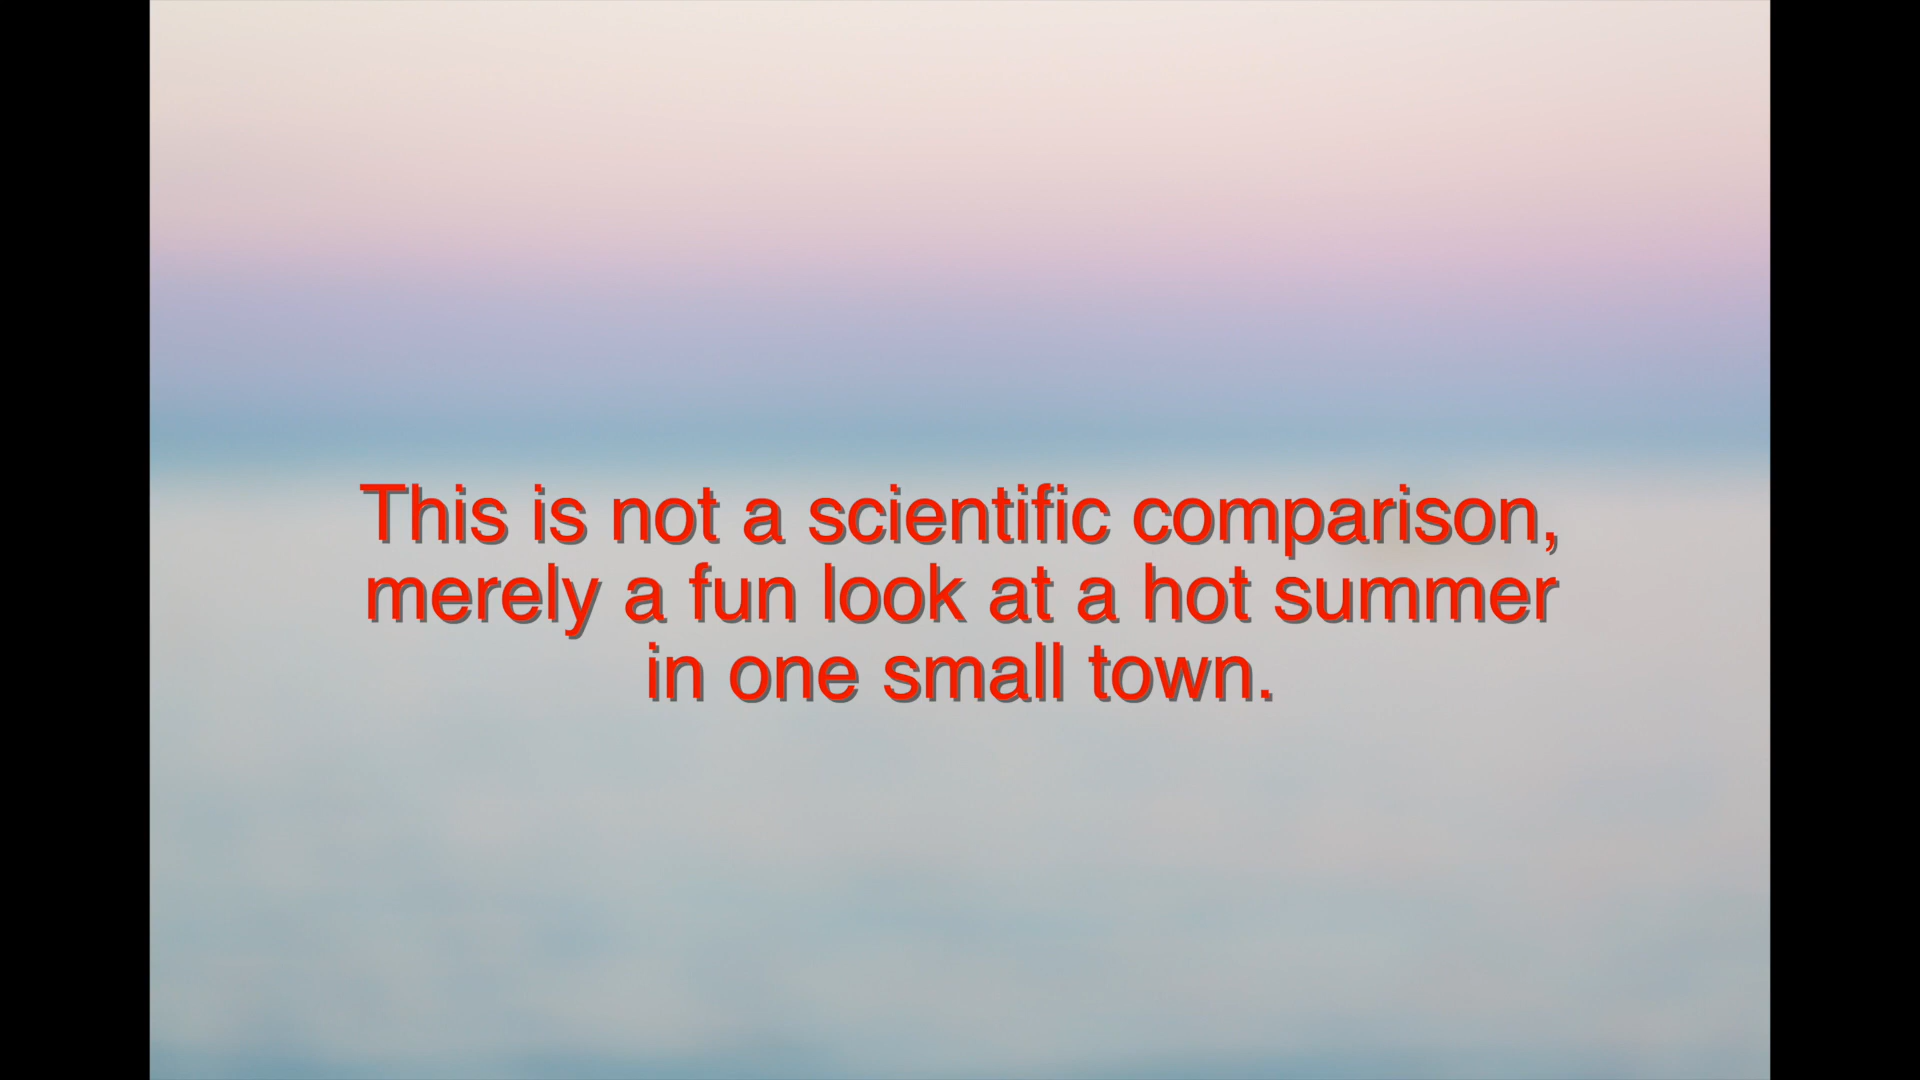 This is not a scientific comparison,
merely a fun look at a hot summer
in one small town.